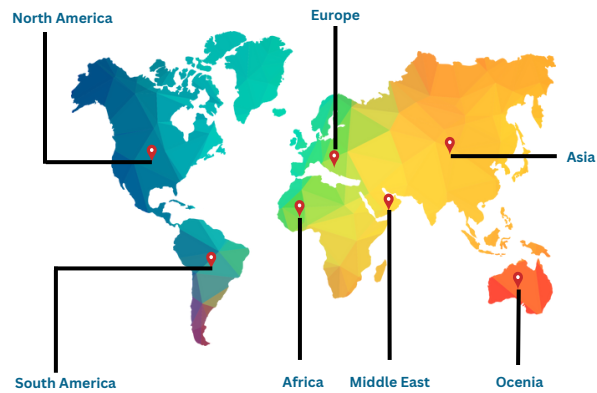 Europe
North America
Asia
South America
Africa
Middle East
Ocenia